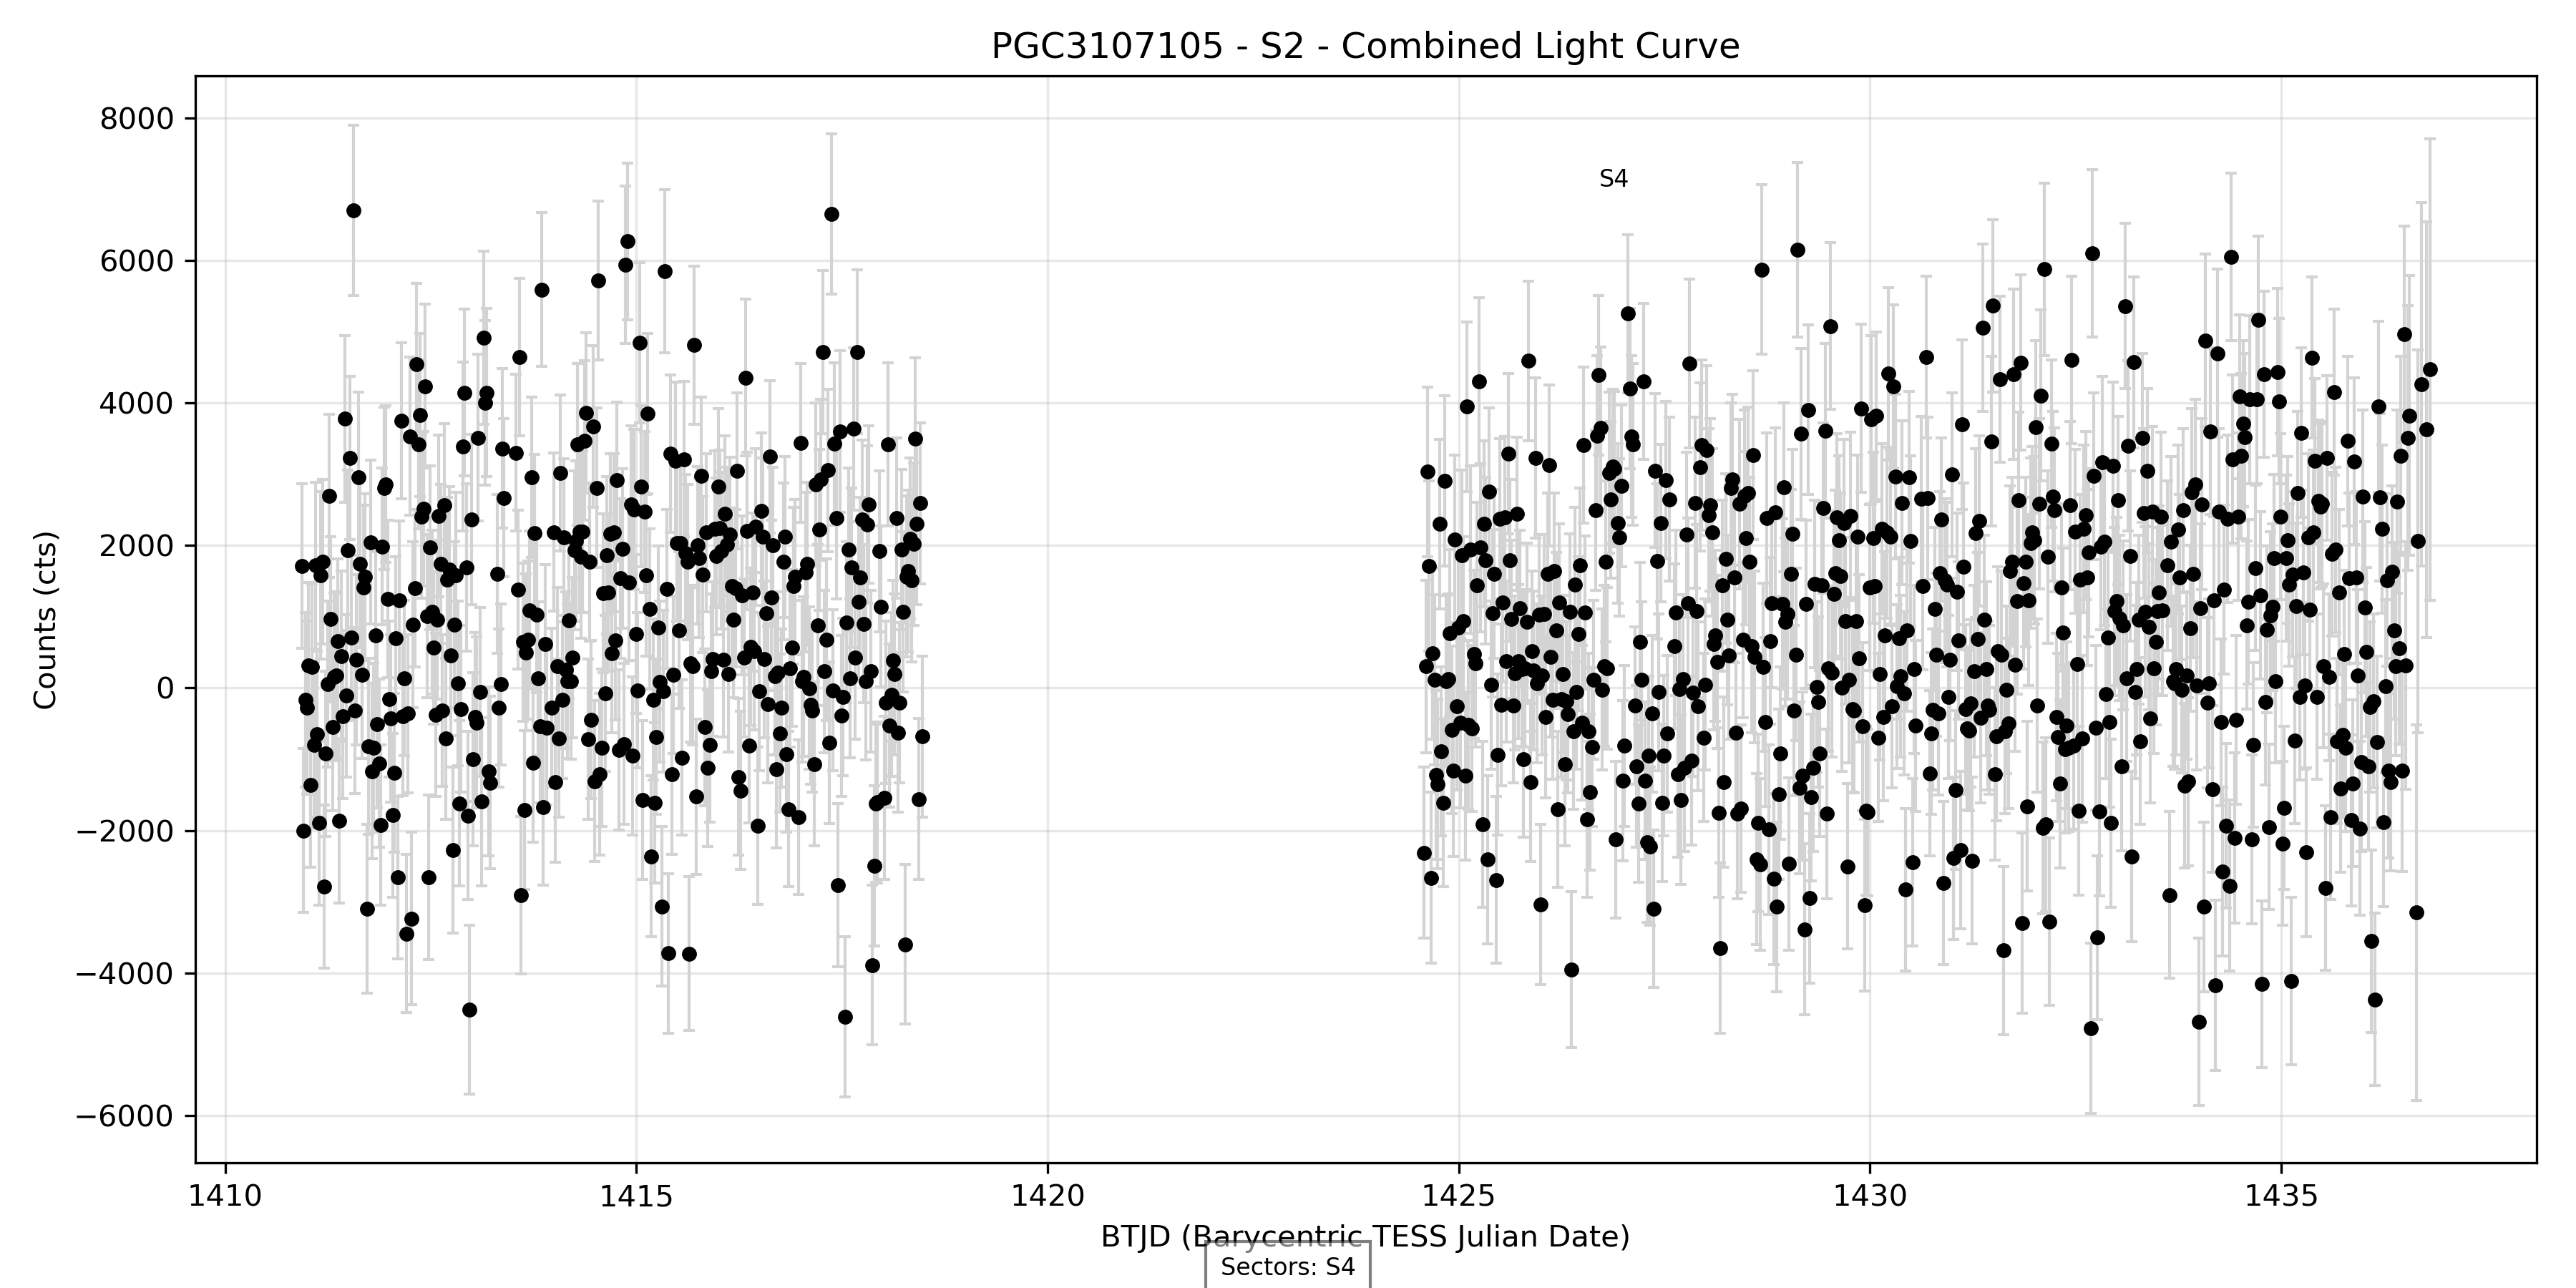 PGC3107105 - S2 - Combined Light Curve
Counts (cts)
8000
6000
4000
2000
0
−2000
−4000
−6000
S4
1410 1415 1420 1425 1430 1435
BTJD (Barycentric TESS Julian Date)
Sectors: S4